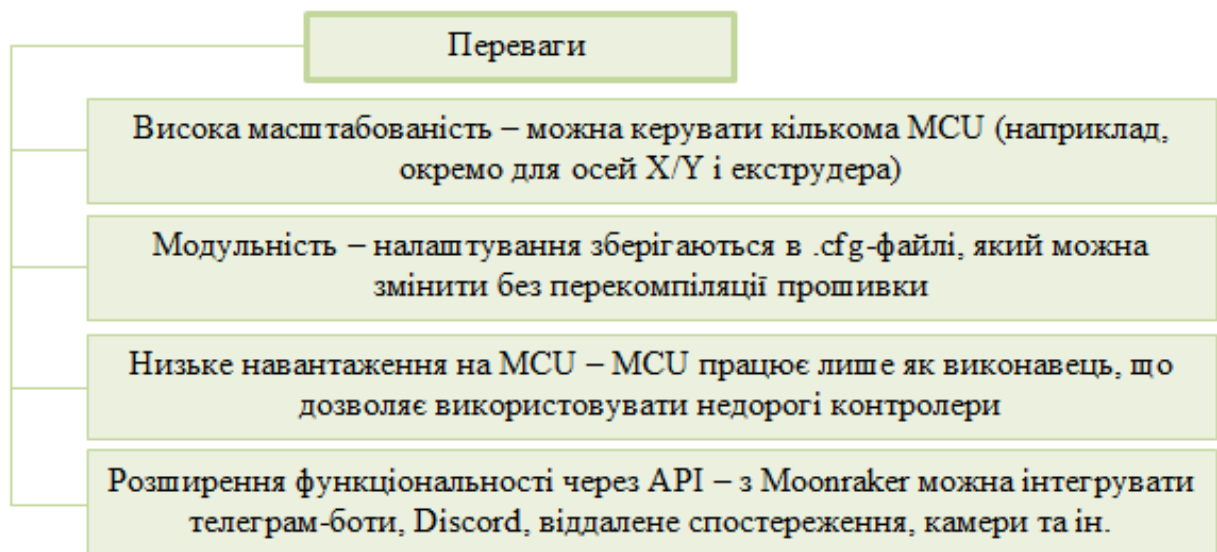 Переваги
Висока масштабованість – можна керувати кількома MCU (наприклад,
окремо для осей X/Y і екструдера)
Модульність – налаштування зберігаються в .cfg-файлі, який можна
змінити без перекомпіляції прошивки
Низьке навантаження на MCU – MCU працює лише як виконавець, що
дозволяє використовувати недорогі контролери
Розширення функціональності через API – з Moonraker можна інтегрувати
телеграм-боти, Discord, віддалене спостереження, камери та ін.